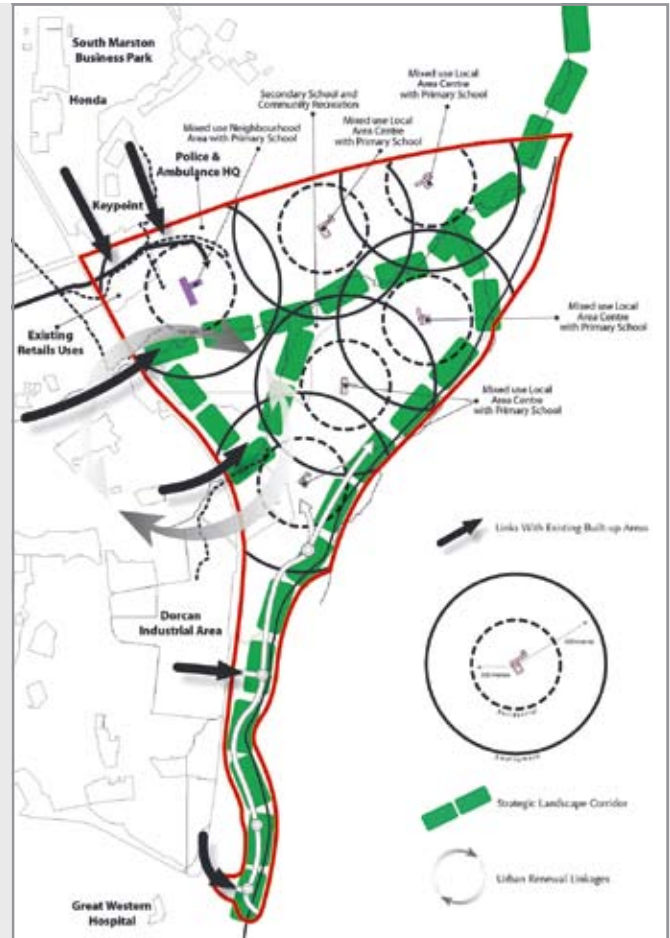 South Marston
Business Park
Honda
Mixed use Local
Area Centre
with Primary School
Secondary School and
Community Recreation
Mixed use Local
Area Centre
with Primary School
Mixed use Neighbourhood
Area with Primary School
Police &
Ambulance HQ
Keypoint
Existing
Retails Uses
Mixed use Local
Area Centre
with Primary School
Mixed use Local
Area Centre
with Primary School
Links With Existing Built-up Areas
Dorcan
Industrial Area
Strategic Landscape Corridor
Urban Renewal Linkages
Great Western
Hospital